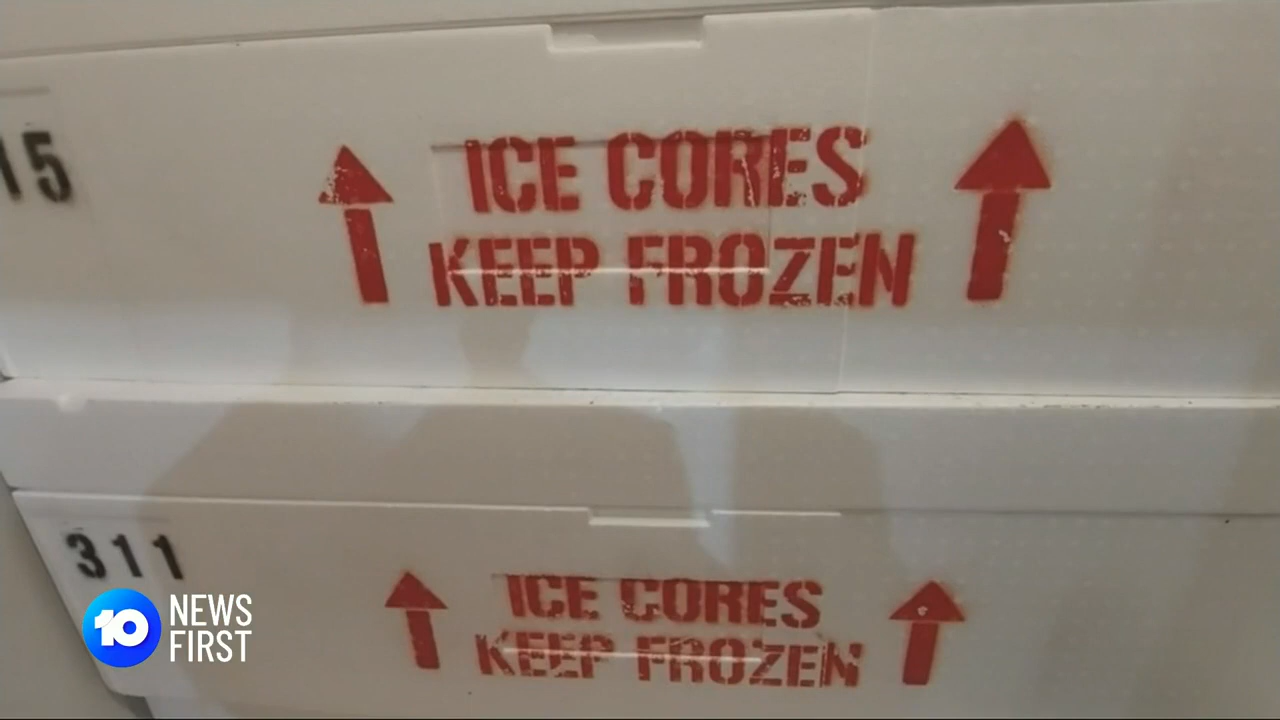 15
ICE CORES
KEEP FROZEN
311
ICE CORES
KEEP FROZEN
10 NEWS
FIRST